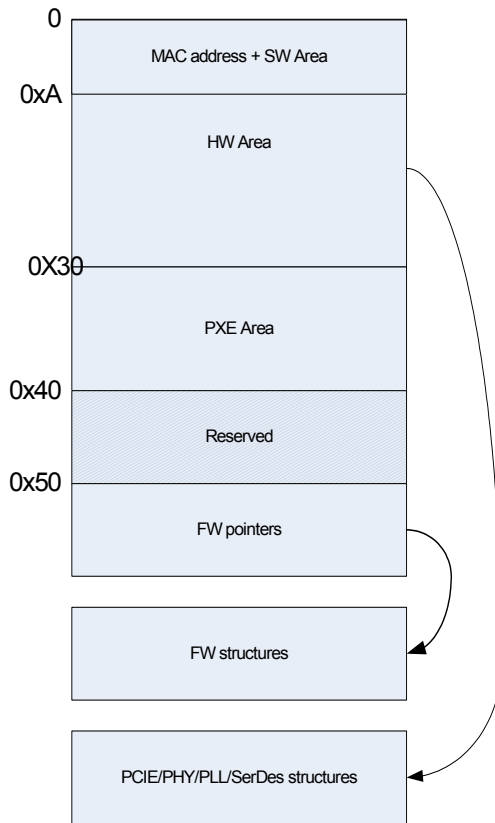 0
MAC address + SW Area
0xA
HW Area
0X30
PXE Area
0x40
Reserved
0x50
FW pointers
FW structures
PCIE/PHY/PLL/SerDes structures